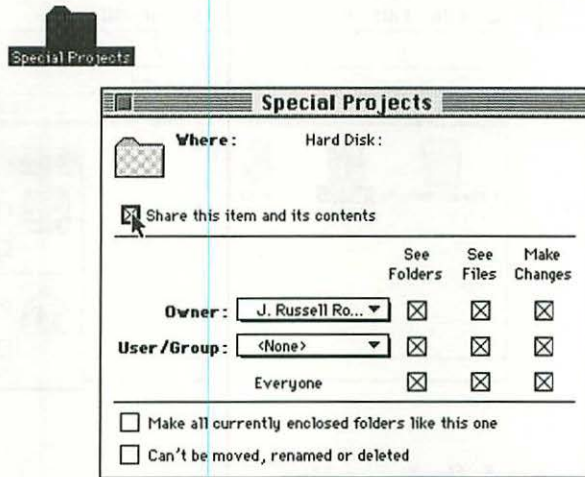 Special Projects
Special Projects
Where: Hard Disk:
Share this item and its contents
See Folders See Files Make Changes
Owner: J. Russell Ro...
User/Group: <None>
Everyone
Make all currently enclosed folders like this one
Can't be moved, renamed or deleted